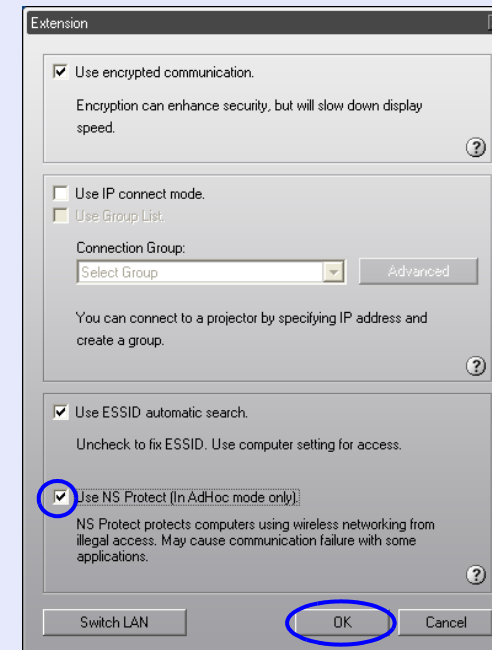 Extension
Use encrypted communication.
Encryption can enhance security, but will slow down display
speed.
?
Use IP connect mode.
Use Group List.
Connection Group:
Select Group
Advanced
You can connect to a projector by specifying IP address and
create a group.
?
Use ESSID automatic search.
Uncheck to fix ESSID. Use computer setting for access.
Use NS Protect (In AdHoc mode only).
NS Protect protects computers using wireless networking from
illegal access. May cause communication failure with some
applications.
?
Switch LAN
OK
Cancel